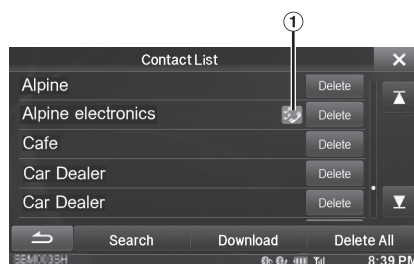 1
Contact List
Alpine Delete
Alpine electronics Delete
Cafe Delete
Car Dealer Delete
Car Dealer Delete
Search Download Delete All
SBM003SH 8:39 PM